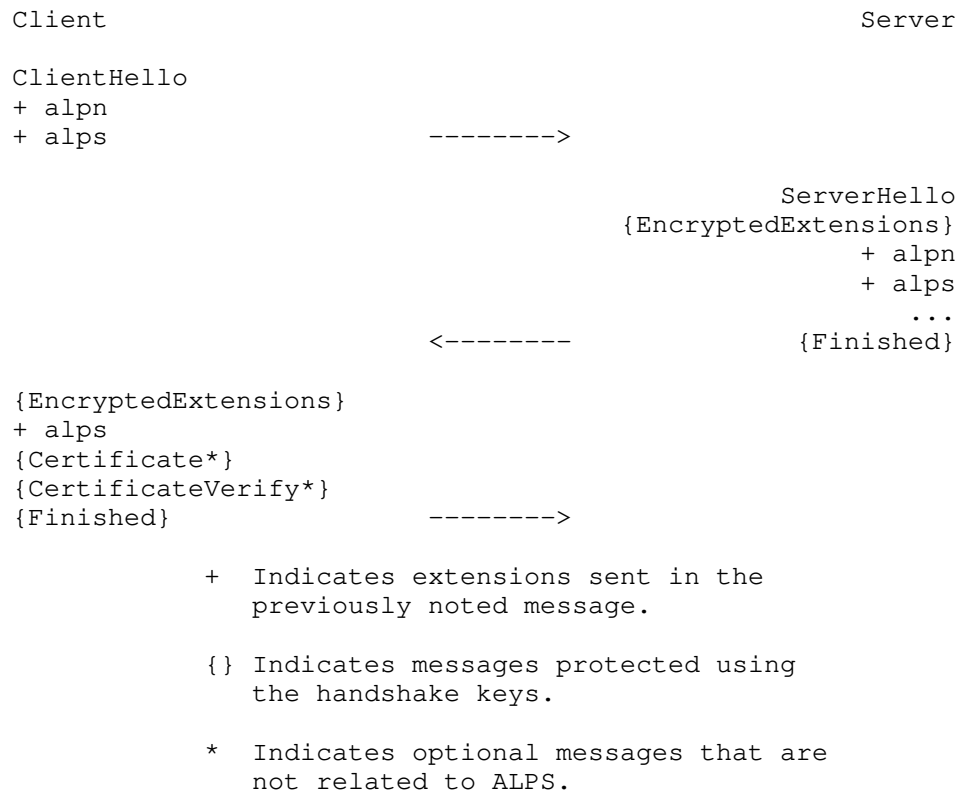 Client                                                   Server

ClientHello
+ alpn
+ alps                    -------->

                                                    ServerHello
                                          {EncryptedExtensions}
                                                         + alpn
                                                         + alps
                                                            ...
                          <--------                  {Finished}

{EncryptedExtensions}
+ alps
{Certificate*}
{CertificateVerify*}
{Finished}                -------->

            +  Indicates extensions sent in the
               previously noted message.

            {} Indicates messages protected using
               the handshake keys.

            *  Indicates optional messages that are
               not related to ALPS.